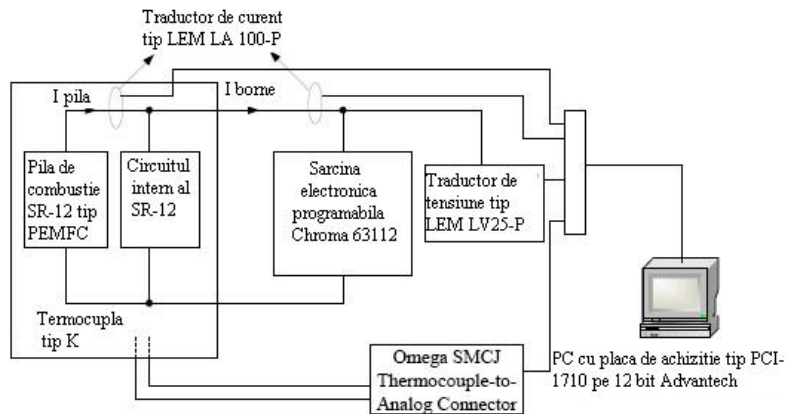 Traductor de curent
tip LEM LA 100-P
I pila
I borne
Pila de
combustie
SR-12 tip
PEMFC
Circuitul
intern al
SR-12
Sarcina
electronica
programabila
Chroma 63112
Traductor de
tensiune tip
LEM LV25-P
Termocupla
tip K
Omega SMCJ
Thermocouple-to-
Analog Connector
PC cu placa de achizitie tip PCI-
1710 pe 12 bit Advantech